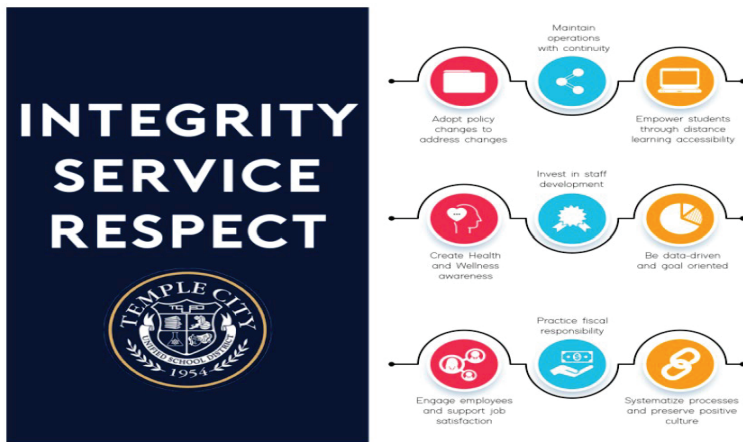 INTEGRITY
SERVICE
RESPECT
TEMPLE CITY
UNIFIED SCHOOL DISTRICT
1954
Maintain
operations
with continuity
Adopt policy
changes to
address changes
Empower students
through distance
learning accessibility
Invest in staff
development
Create Health
and Wellness
awareness
Be data-driven
and goal oriented
Practice fiscal
responsibility
Engage employees
and support job
satisfaction
Systematize processes
and preserve positive
culture